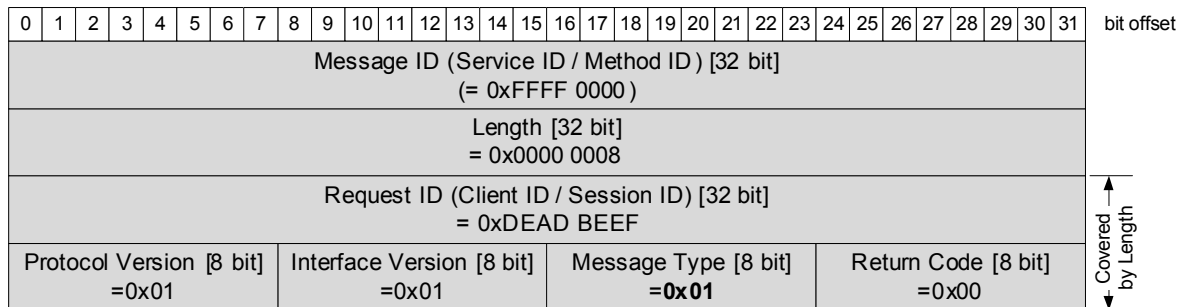 0 1 2 3 4 5 6 7 8 9 10 11 12 13 14 15 16 17 18 19 20 21 22 23 24 25 26 27 28 29 30 31 bit offset
Message ID (Service ID / Method ID) [32 bit]
(= 0xFFFF 0000)
Length [32 bit]
= 0x0000 0008
Request ID (Client ID / Session ID) [32 bit]
= 0xDEAD BEEF
Protocol Version [8 bit] Interface Version [8 bit] Message Type [8 bit] Return Code [8 bit]
=0x01 =0x01 =0x01 =0x00
Covered
by Length